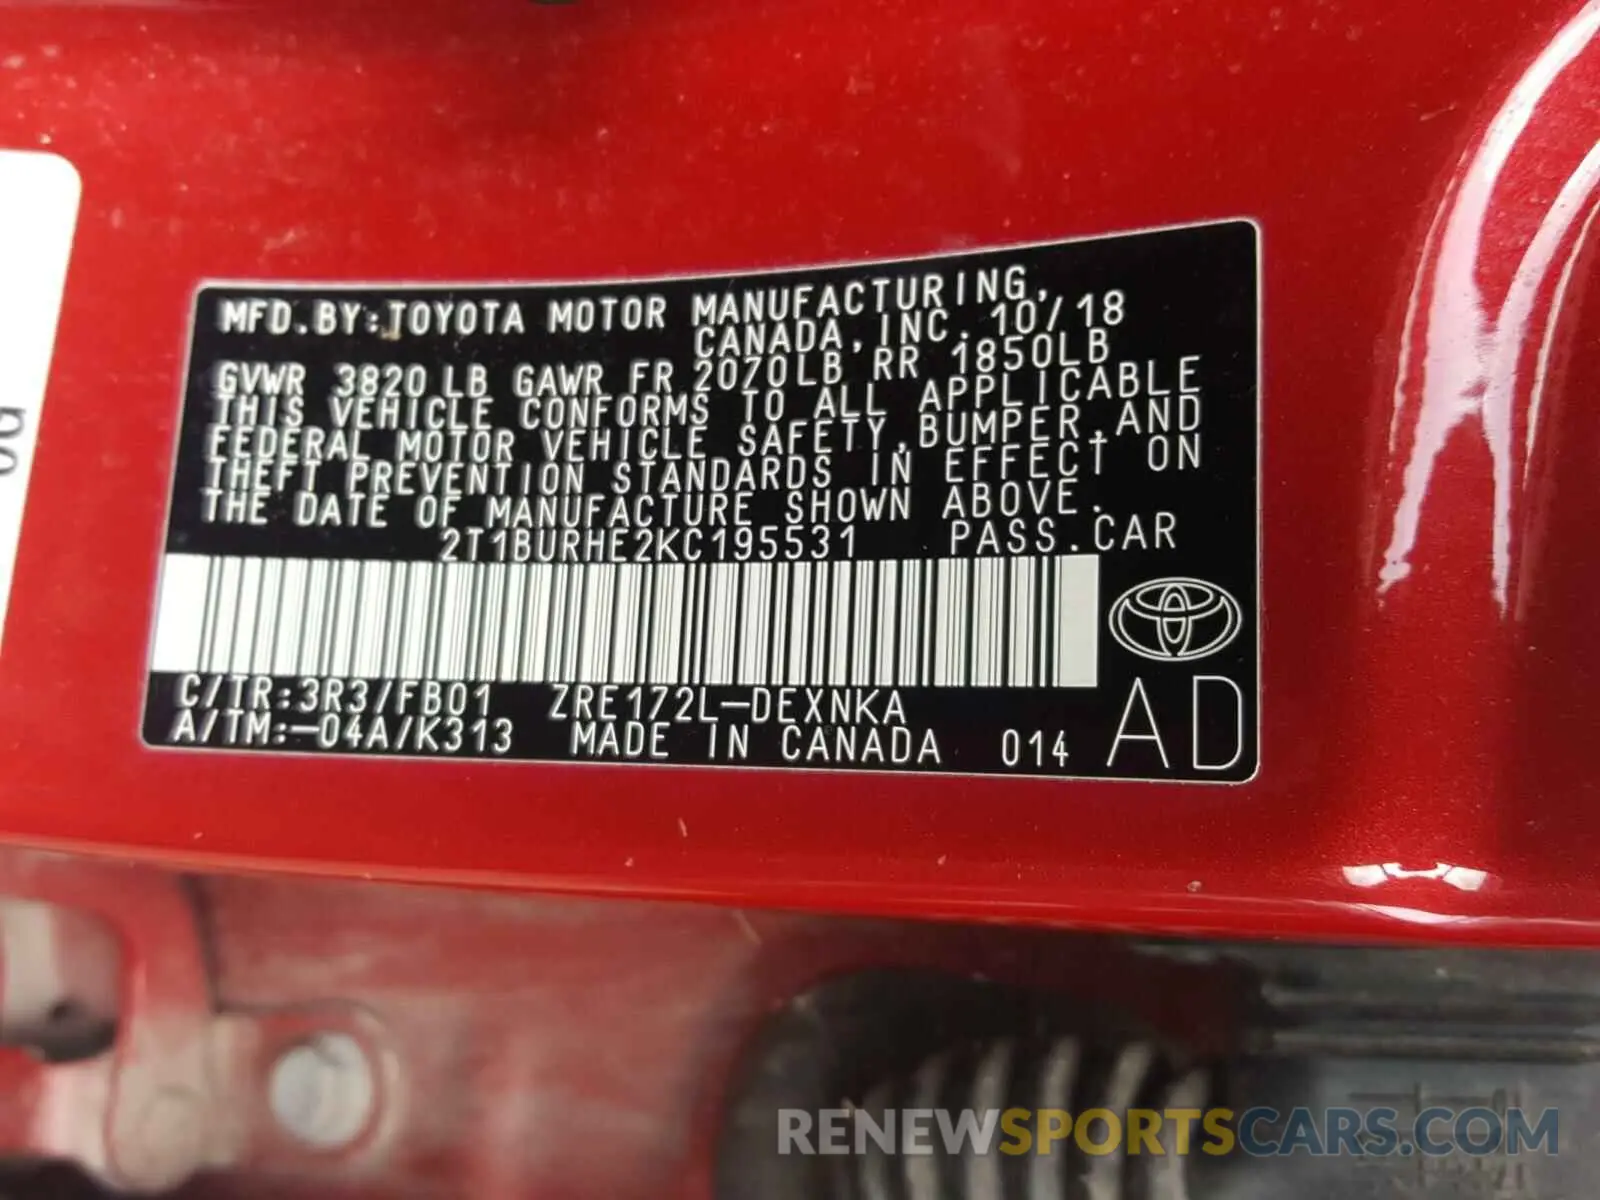 MFD.BY:TOYOTA MOTOR MANUFACTURING,
CANADA,INC. 10/18
GVWR 3820LB GAWR FR 2070LB RR 1850LB
THIS VEHICLE CONFORMS TO ALL APPLICABLE
FEDERAL MOTOR VEHICLE SAFETY,BUMPER,AND
THEFT PREVENTION STANDARDS IN EFFECT ON
THE DATE OF MANUFACTURE SHOWN ABOVE.
2T1BURHE2KC195531 PASS.CAR
C/TR:3R3/FB01 ZRE172L-DEXNKA
A/TM:-04A/K313 MADE IN CANADA 014 AD
RENEWSPORTSCARS.COM